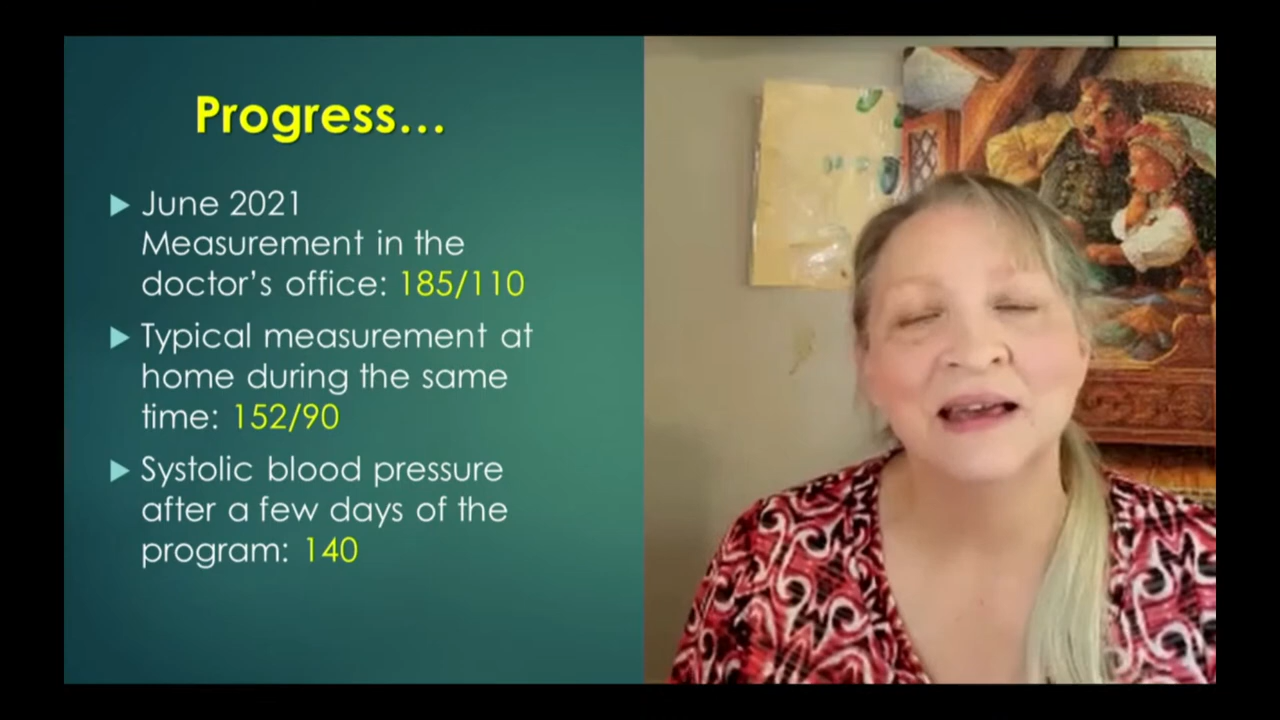 Progress...
June 2021
Measurement in the
doctor's office: 185/110
Typical measurement at
home during the same
time: 152/90
Systolic blood pressure
after a few days of the
program: 140